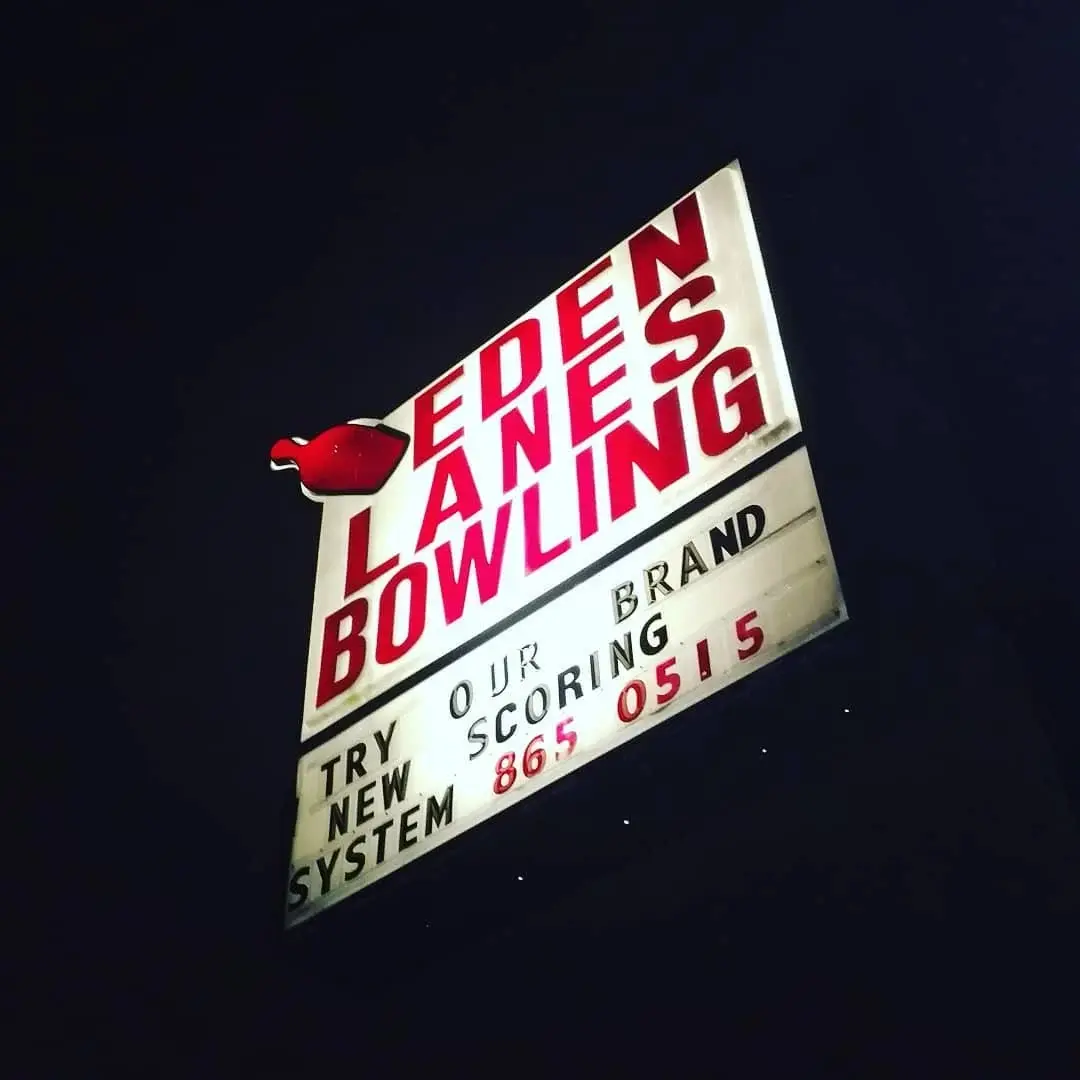 EDEN
LANES
BOWLING
TRY OUR BRAND
NEW SCORING
SYSTEM 865 0515